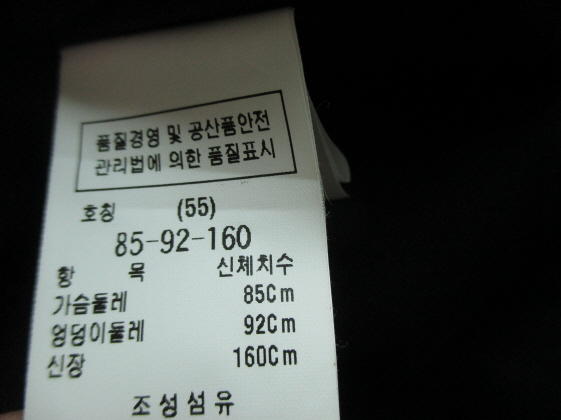 품질경영 및 공산품안전
관리법에 의한 품질표시
호칭 (55)
85-92-160
항 목 신체치수
가슴둘레 85Cm
엉덩이둘레 92Cm
신장 160Cm
조성섬유